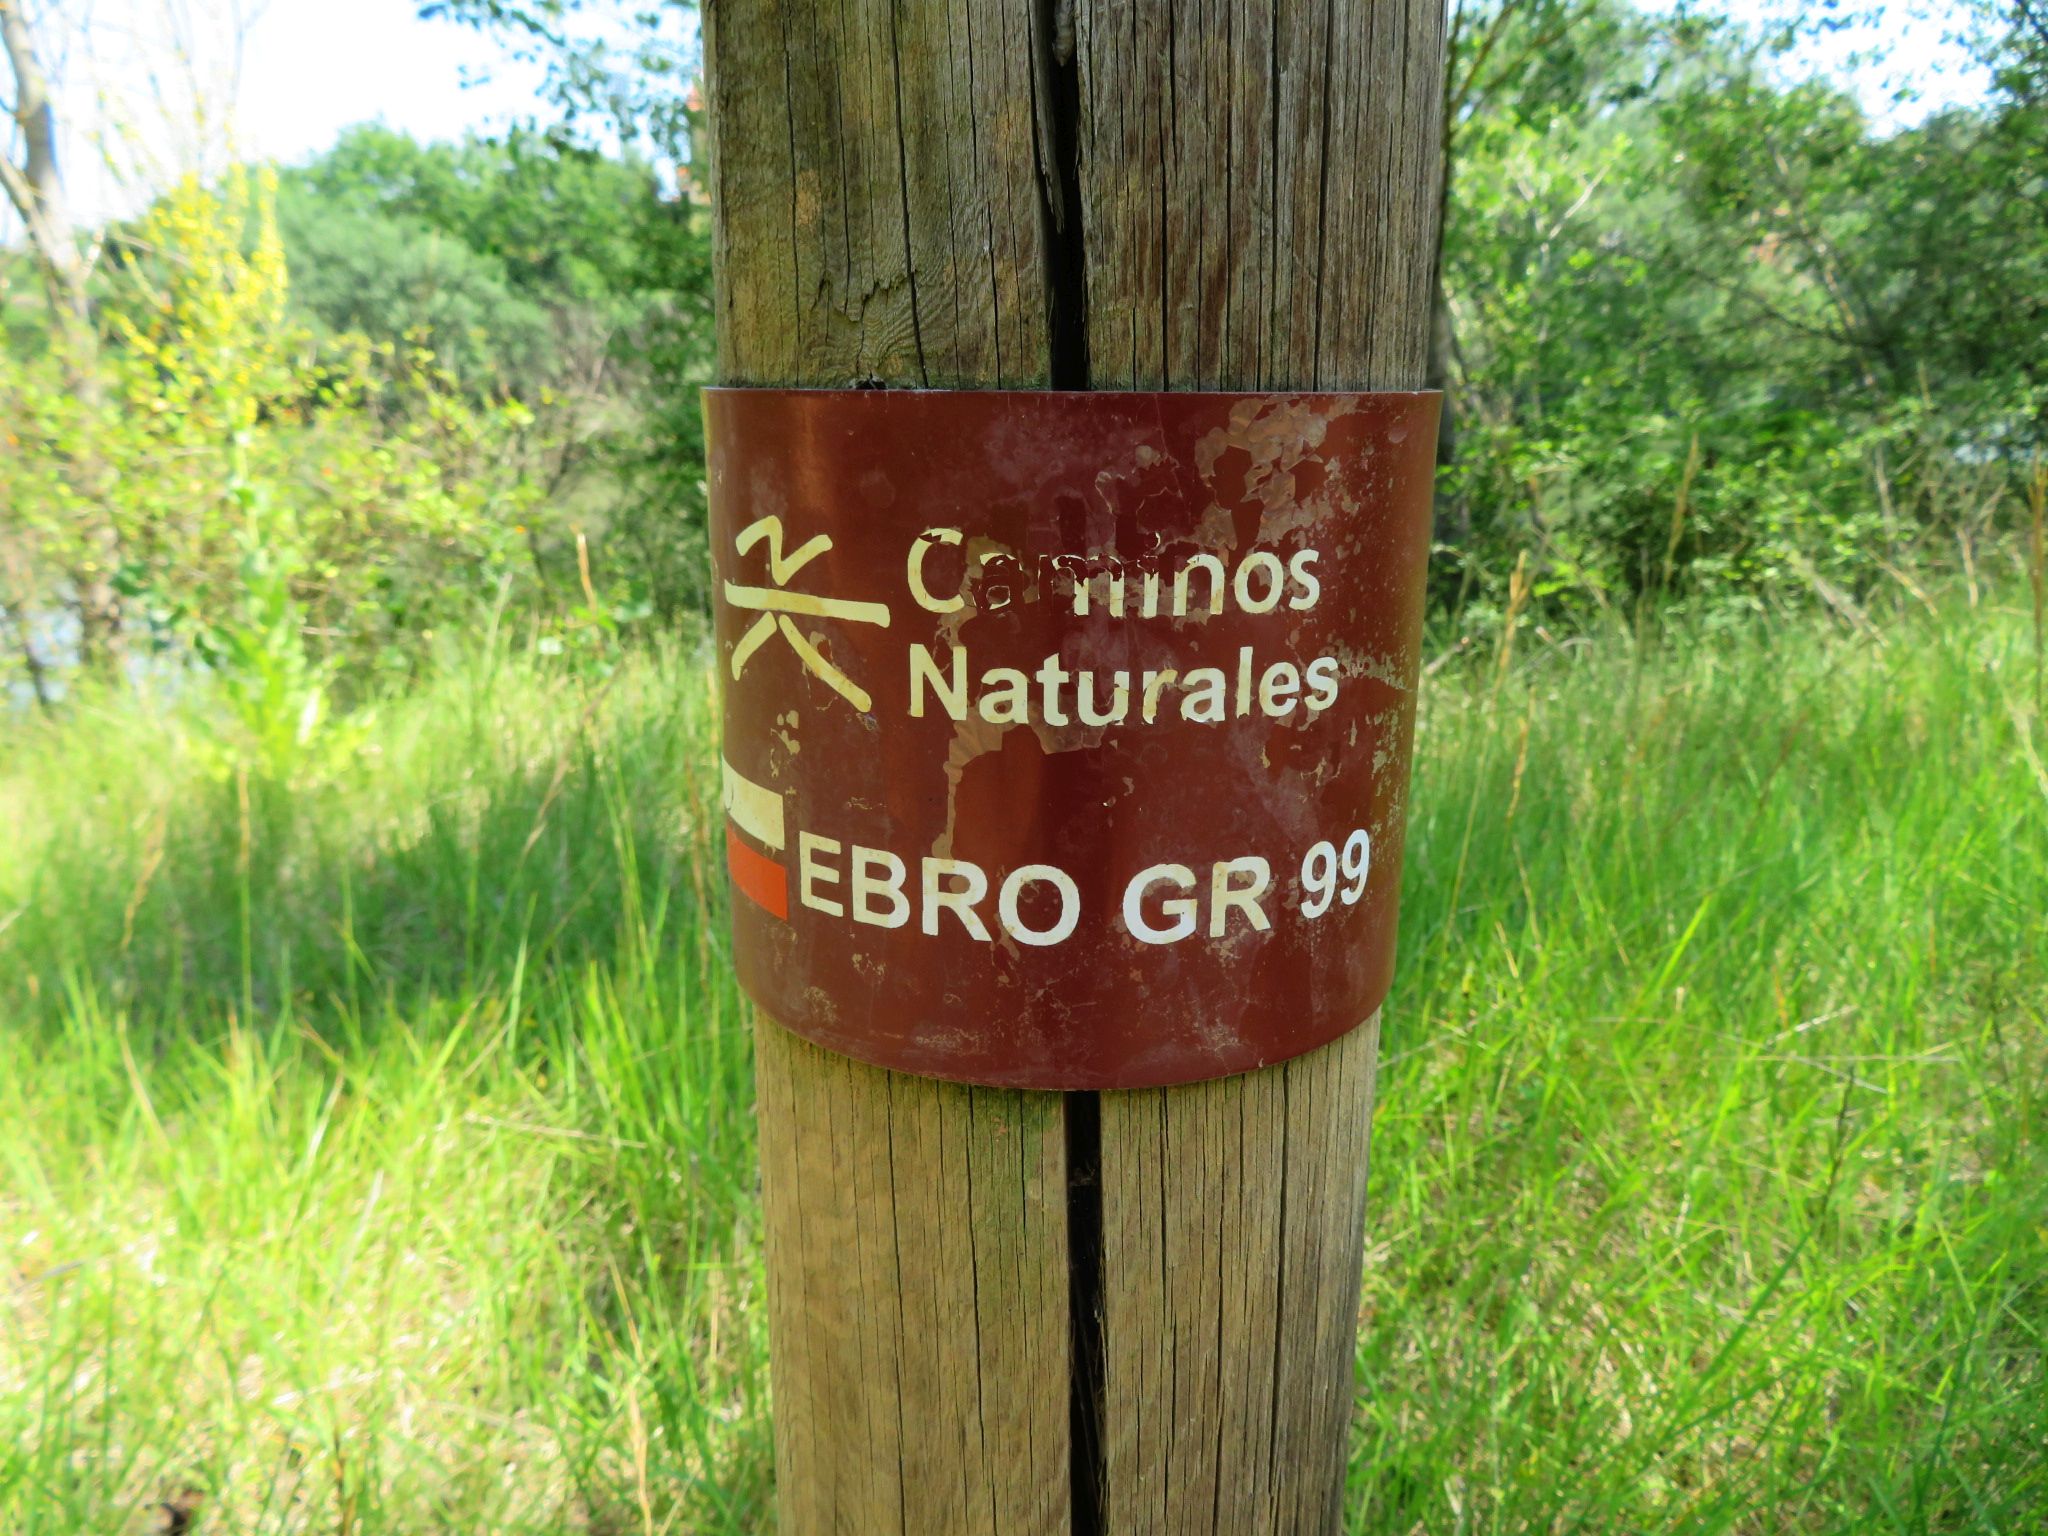 Caminos
Naturales
EBRO GR 99